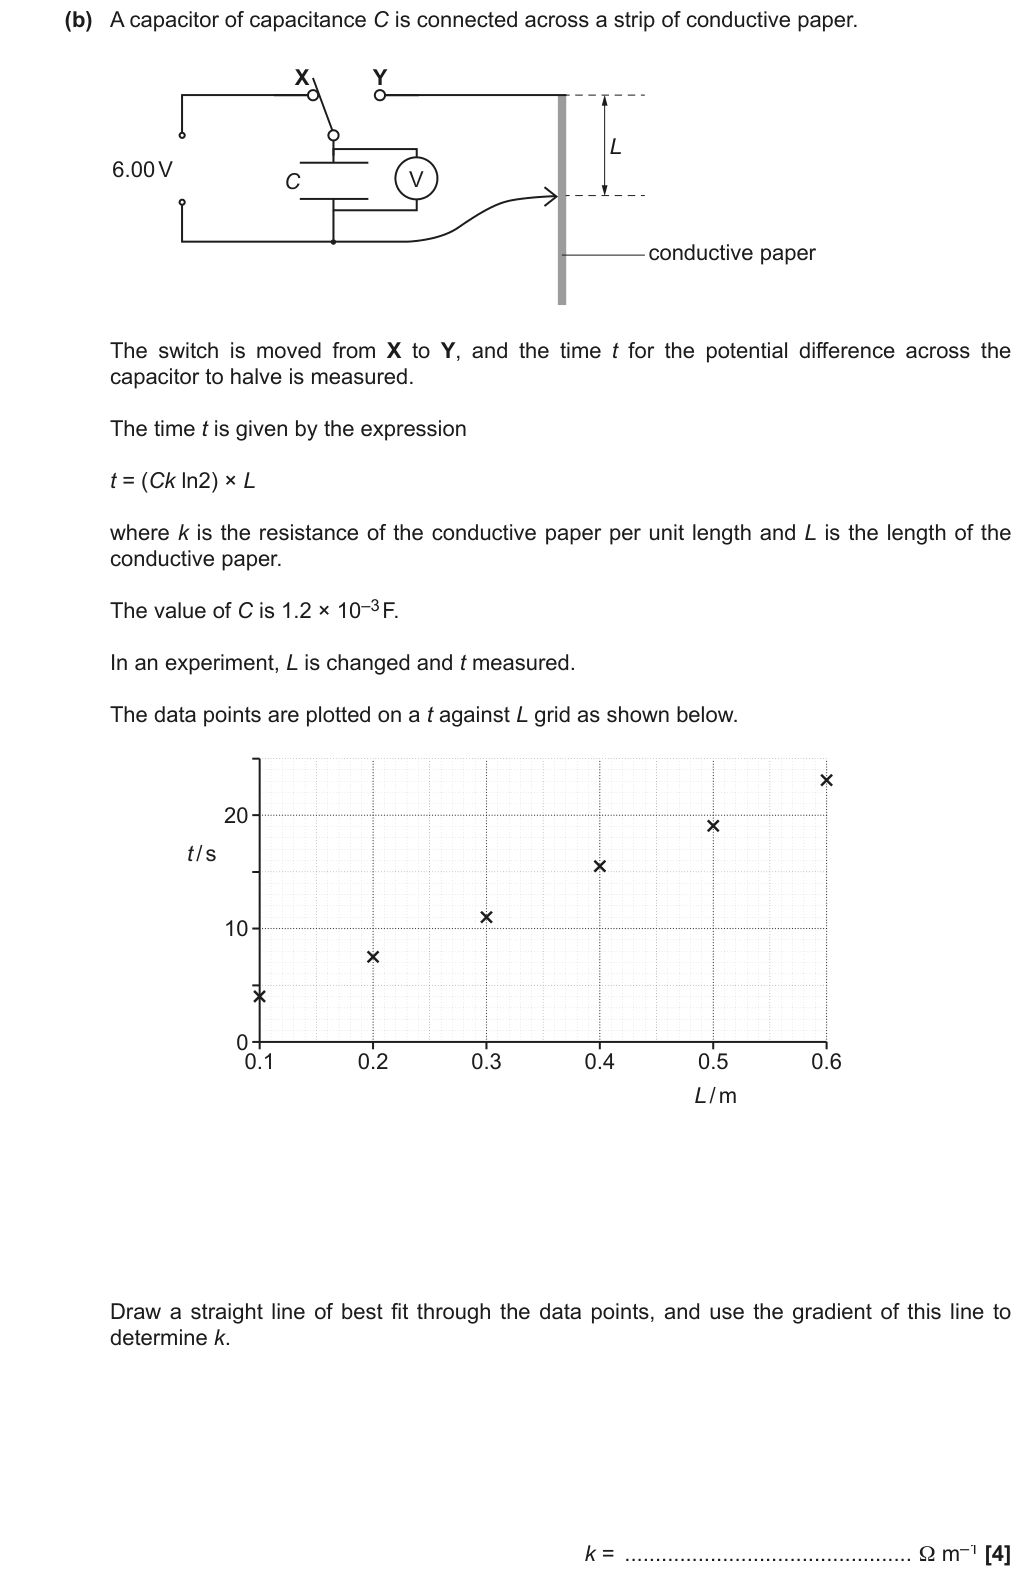 (b) A capacitor of capacitance C is connected across a strip of conductive paper.
X
Y
L
6.00 V
C
V
conductive paper
The switch is moved from X to Y, and the time t for the potential difference across the
capacitor to halve is measured.
The time t is given by the expression
t = (Ck ln2) × L
where k is the resistance of the conductive paper per unit length and L is the length of the
conductive paper.
The value of C is 1.2 × 10⁻³ F.
In an experiment, L is changed and t measured.
The data points are plotted on a t against L grid as shown below.
20
t / s
10
0
0.1 0.2 0.3 0.4 0.5 0.6
L / m
Draw a straight line of best fit through the data points, and use the gradient of this line to
determine k.
k = ............................................... Ω m⁻¹ [4]